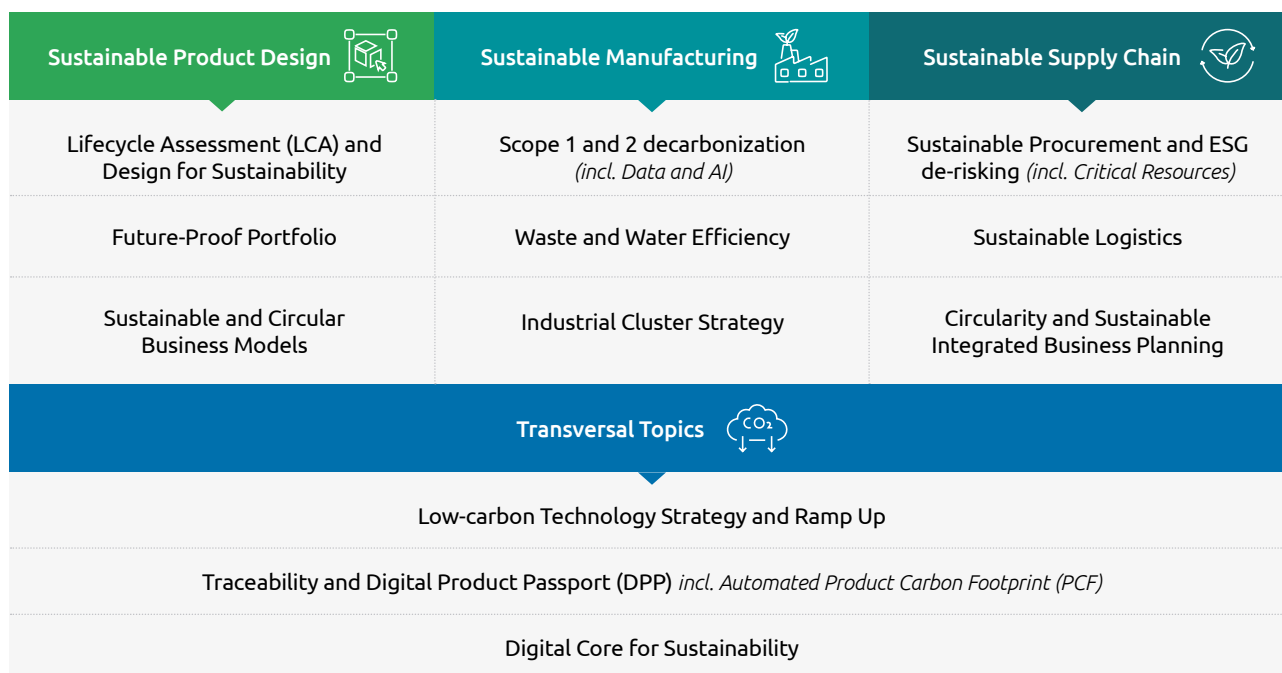 Sustainable Product Design
Sustainable Manufacturing
Sustainable Supply Chain
Lifecycle Assessment (LCA) and
Design for Sustainability
Scope 1 and 2 decarbonization
(incl. Data and AI)
Sustainable Procurement and ESG
de-risking (incl. Critical Resources)
Future-Proof Portfolio
Waste and Water Efficiency
Sustainable Logistics
Sustainable and Circular
Business Models
Industrial Cluster Strategy
Circularity and Sustainable
Integrated Business Planning
Transversal Topics
CO₂
Low-carbon Technology Strategy and Ramp Up
Traceability and Digital Product Passport (DPP) incl. Automated Product Carbon Footprint (PCF)
Digital Core for Sustainability